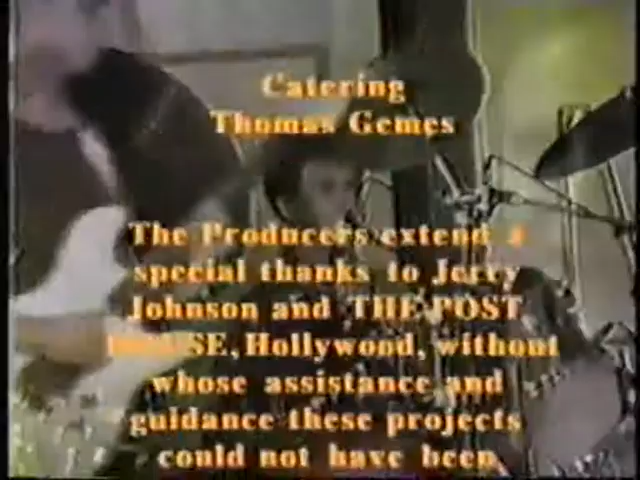 Catering
Thomas Gemes
The Producers extend a
special thanks to Jerry
Johnson and THE POST
HOUSE, Hollywood, without
whose assistance and
guidance these projects
could not have been